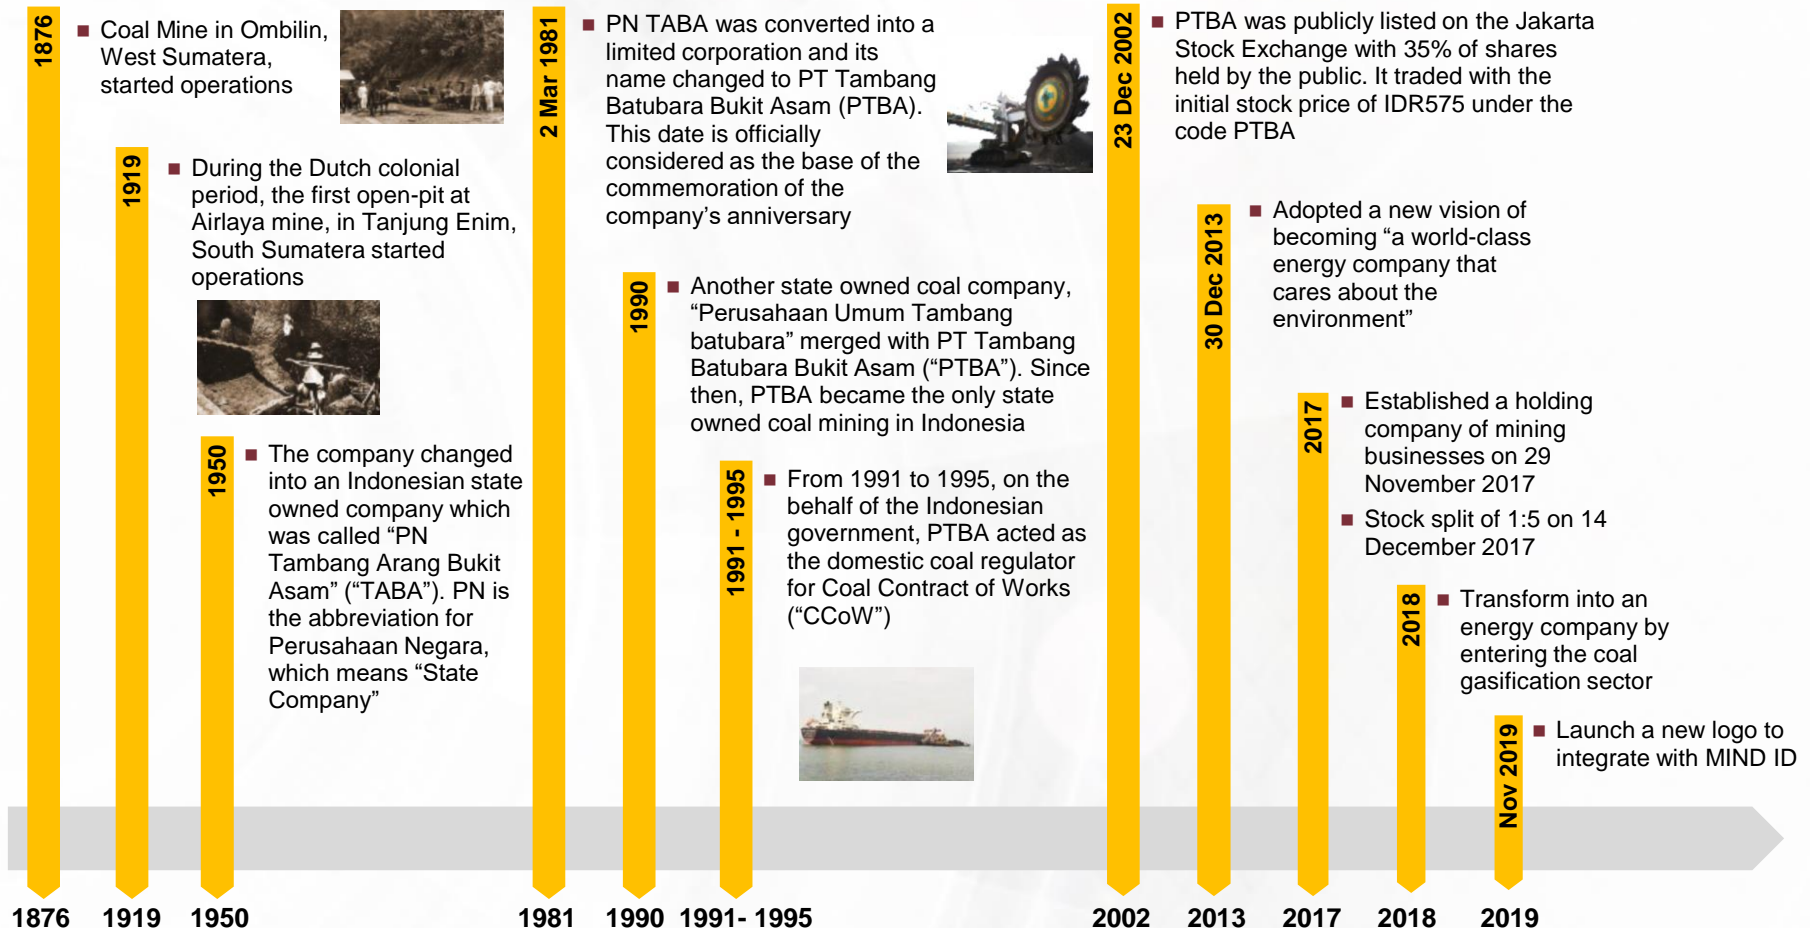 1876
■ Coal Mine in Ombilin,
West Sumatera,
started operations
1919
■ During the Dutch colonial
period, the first open-pit at
Airlaya mine, in Tanjung Enim,
South Sumatera started
operations
1950
■ The company changed
into an Indonesian state
owned company which
was called “PN
Tambang Arang Bukit
Asam” (“TABA”). PN is
the abbreviation for
Perusahaan Negara,
which means “State
Company”
2 Mar 1981
■ PN TABA was converted into a
limited corporation and its
name changed to PT Tambang
Batubara Bukit Asam (PTBA).
This date is officially
considered as the base of the
commemoration of the
company’s anniversary
1990
■ Another state owned coal company,
“Perusahaan Umum Tambang
batubara” merged with PT Tambang
Batubara Bukit Asam (“PTBA”). Since
then, PTBA became the only state
owned coal mining in Indonesia
1991 - 1995
■ From 1991 to 1995, on the
behalf of the Indonesian
government, PTBA acted as
the domestic coal regulator
for Coal Contract of Works
(“CCoW”)
23 Dec 2002
■ PTBA was publicly listed on the Jakarta
Stock Exchange with 35% of shares
held by the public. It traded with the
initial stock price of IDR575 under the
code PTBA
30 Dec 2013
■ Adopted a new vision of
becoming “a world-class
energy company that
cares about the
environment”
2017
■ Established a holding
company of mining
businesses on 29
November 2017
■ Stock split of 1:5 on 14
December 2017
2018
■ Transform into an
energy company by
entering the coal
gasification sector
Nov 2019
■ Launch a new logo to
integrate with MIND ID
1876 1919 1950 1981 1990 1991- 1995 2002 2013 2017 2018 2019